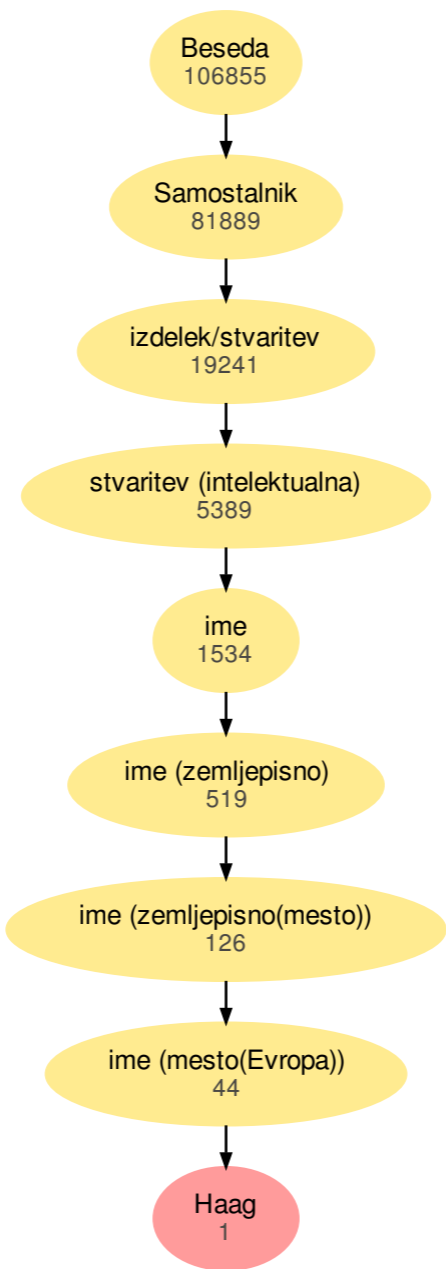 Beseda
106855
Samostalnik
81889
izdelek/stvaritev
19241
stvaritev (intelektualna)
5389
ime
1534
ime (zemljepisno)
519
ime (zemljepisno(mesto))
126
ime (mesto(Evropa))
44
Haag
1